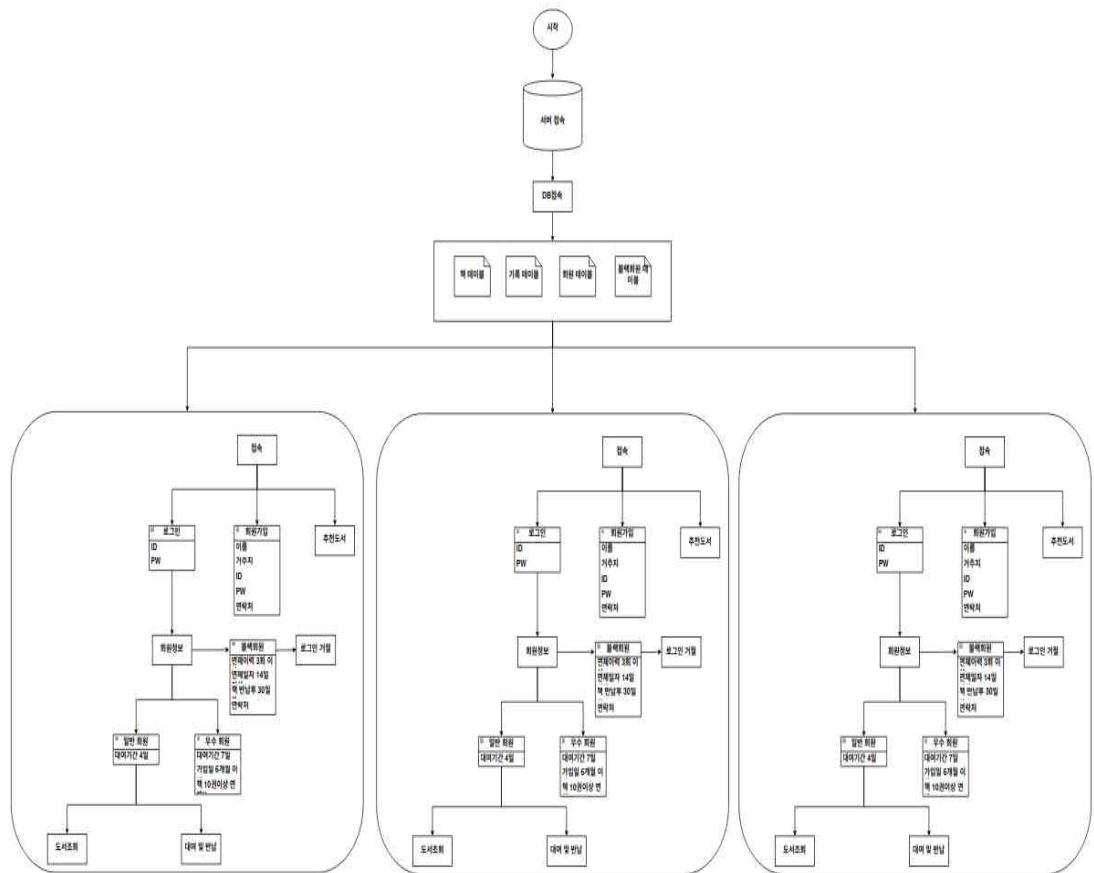 시작
서버 접속
DB접속
책 테이블
기록 테이블
회원 테이블
블랙회원 테
이블
접속
로그인
ID
PW
회원가입
이름
거주지
ID
PW
연락처
추천도서
회원정보
블랙회원
연체이력 3회 이
연체일자 14일
책 반납후 30일
연락처
로그인 거절
일반 회원
대여기간 4일
우수 회원
대여기간 7일
가입일 6개월 이
책 10권이상 연
도서조회
대여 및 반납
접속
로그인
ID
PW
회원가입
이름
거주지
ID
PW
연락처
추천도서
회원정보
블랙회원
연체이력 3회 이
연체일자 14일
책 반납후 30일
연락처
로그인 거절
일반 회원
대여기간 4일
우수 회원
대여기간 7일
가입일 6개월 이
책 10권이상 연
도서조회
대여 및 반납
접속
로그인
ID
PW
회원가입
이름
거주지
ID
PW
연락처
추천도서
회원정보
블랙회원
연체이력 3회 이
연체일자 14일
책 반납후 30일
연락처
로그인 거절
일반 회원
대여기간 4일
우수 회원
대여기간 7일
가입일 6개월 이
책 10권이상 연
도서조회
대여 및 반납